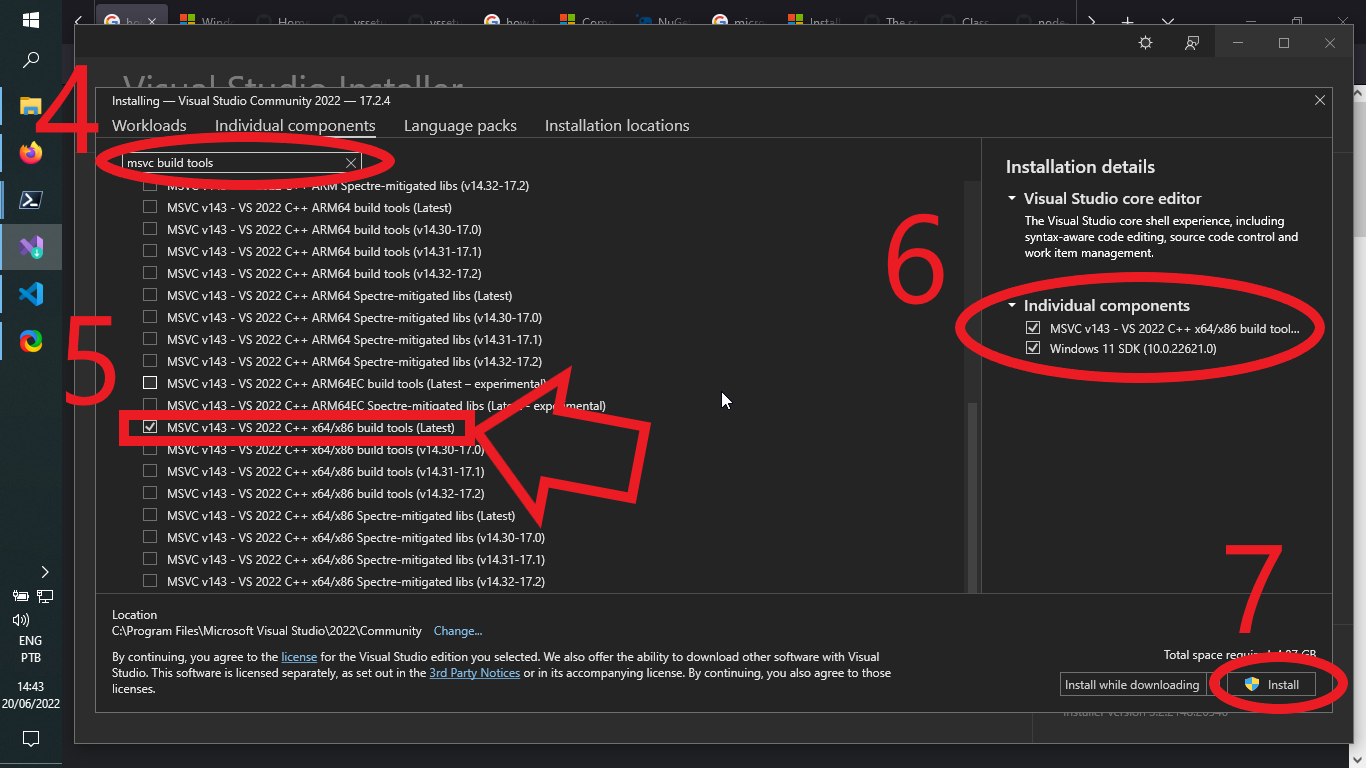 Wind
Hom
vsset
vsset
how t
Com
NuGe
micro
Install
The r
Class
node
Visual Studio Installer
4
Installing — Visual Studio Community 2022 — 17.2.4
Workloads Individual components Language packs Installation locations
msvc build tools
MSVC v143 - VS 2022 C++ ARM Spectre-mitigated libs (v14.32-17.2)
MSVC v143 - VS 2022 C++ ARM64 build tools (Latest)
MSVC v143 - VS 2022 C++ ARM64 build tools (v14.30-17.0)
MSVC v143 - VS 2022 C++ ARM64 build tools (v14.31-17.1)
MSVC v143 - VS 2022 C++ ARM64 build tools (v14.32-17.2)
MSVC v143 - VS 2022 C++ ARM64 Spectre-mitigated libs (Latest)
MSVC v143 - VS 2022 C++ ARM64 Spectre-mitigated libs (v14.30-17.0)
MSVC v143 - VS 2022 C++ ARM64 Spectre-mitigated libs (v14.31-17.1)
MSVC v143 - VS 2022 C++ ARM64 Spectre-mitigated libs (v14.32-17.2)
MSVC v143 - VS 2022 C++ ARM64EC build tools (Latest – experimental)
MSVC v143 - VS 2022 C++ ARM64EC Spectre-mitigated libs (Latest - experimental)
5
MSVC v143 - VS 2022 C++ x64/x86 build tools (Latest)
MSVC v143 - VS 2022 C++ x64/x86 build tools (v14.30-17.0)
MSVC v143 - VS 2022 C++ x64/x86 build tools (v14.31-17.1)
MSVC v143 - VS 2022 C++ x64/x86 build tools (v14.32-17.2)
MSVC v143 - VS 2022 C++ x64/x86 Spectre-mitigated libs (Latest)
MSVC v143 - VS 2022 C++ x64/x86 Spectre-mitigated libs (v14.30-17.0)
MSVC v143 - VS 2022 C++ x64/x86 Spectre-mitigated libs (v14.31-17.1)
MSVC v143 - VS 2022 C++ x64/x86 Spectre-mitigated libs (v14.32-17.2)
Installation details
Visual Studio core editor
The Visual Studio core shell experience, including
syntax-aware code editing, source code control and
work item management.
6
Individual components
MSVC v143 - VS 2022 C++ x64/x86 build tool...
Windows 11 SDK (10.0.22621.0)
Location
C:\Program Files\Microsoft Visual Studio\2022\Community Change...
By continuing, you agree to the license for the Visual Studio edition you selected. We also offer the ability to download other software with Visual
Studio. This software is licensed separately, as set out in the 3rd Party Notices or in its accompanying license. By continuing, you also agree to those
licenses.
7
Total space required 4.87 GB
Install while downloading Install
ENG
PTB
14:43
20/06/2022